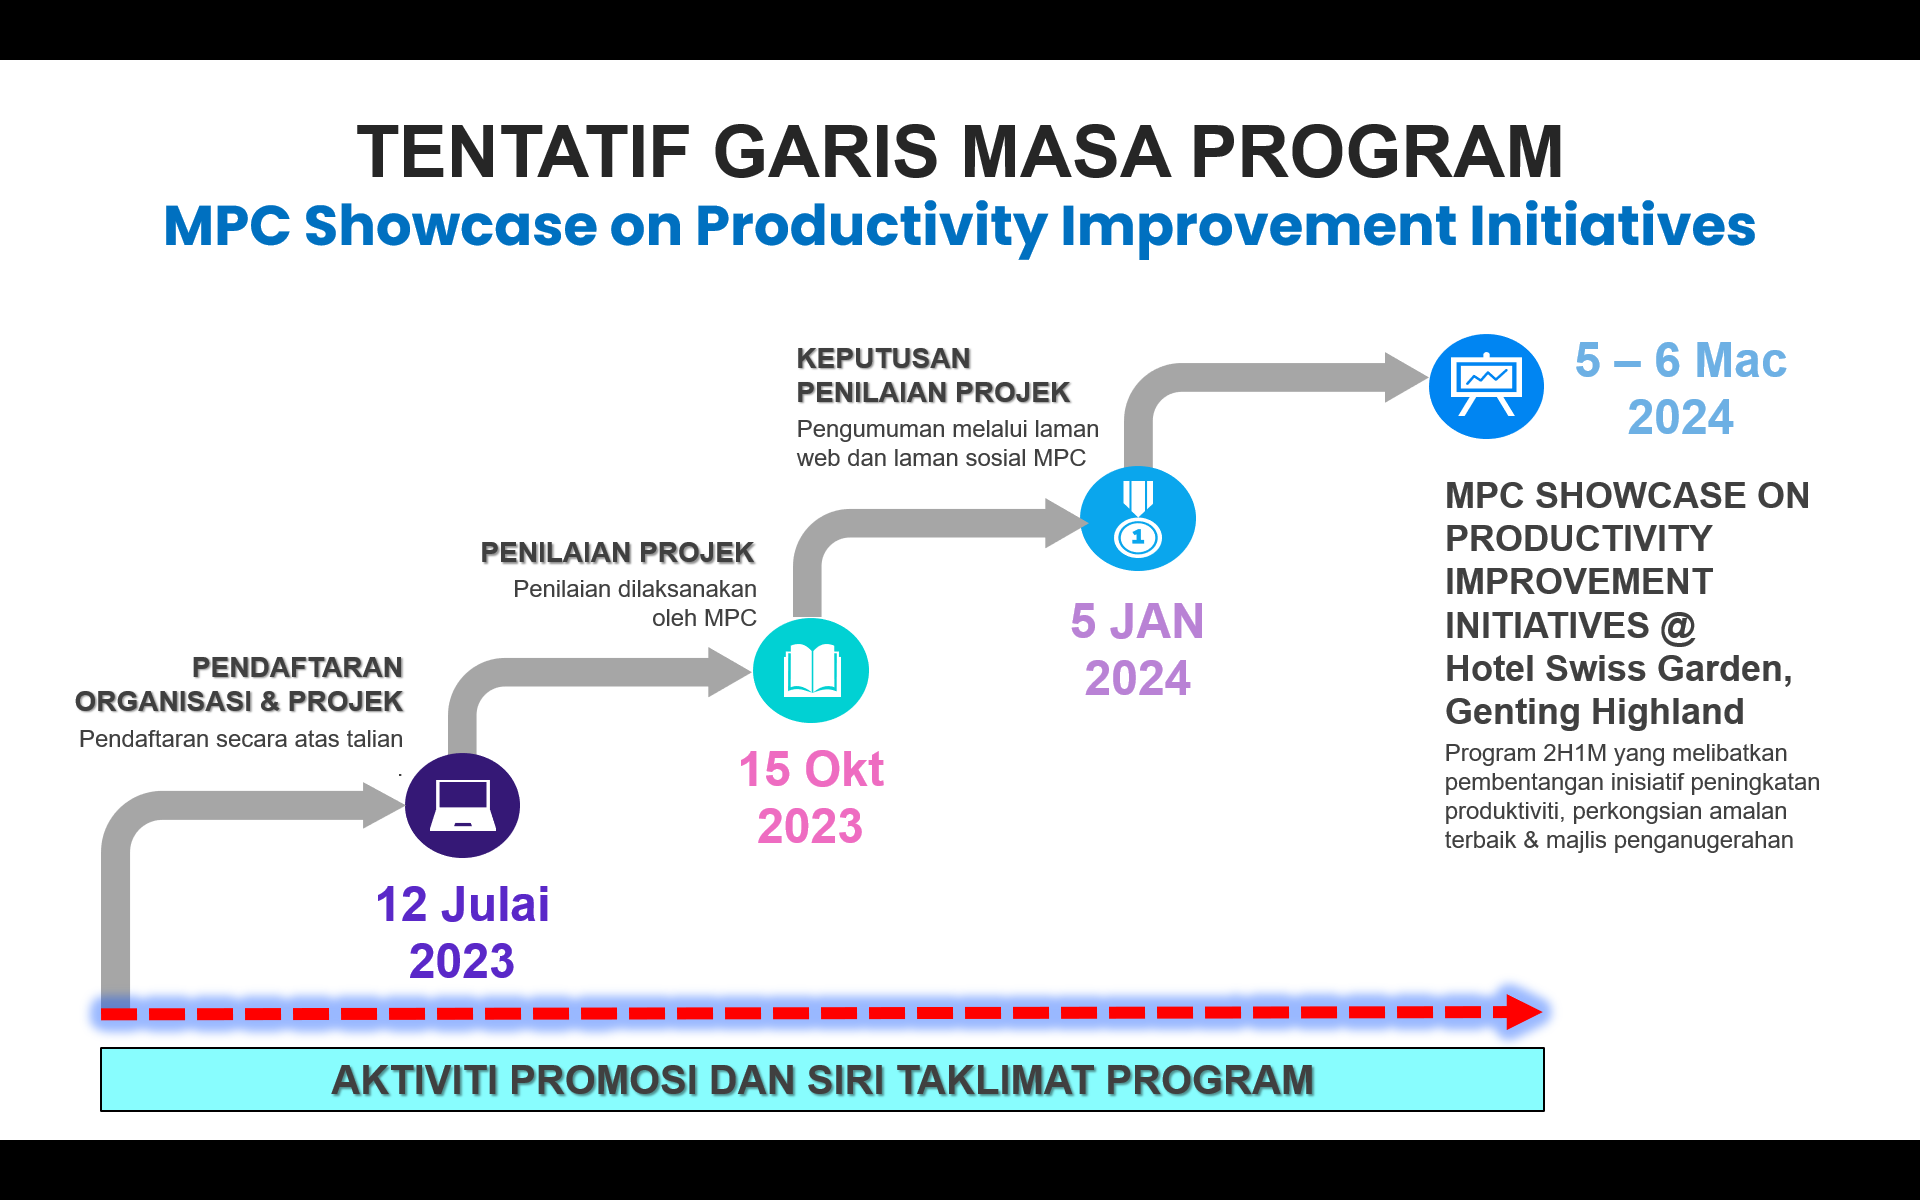 TENTATIF GARIS MASA PROGRAM
MPC Showcase on Productivity Improvement Initiatives
PENDAFTARAN
ORGANISASI & PROJEK
Pendaftaran secara atas talian
.
12 Julai
2023
PENILAIAN PROJEK
Penilaian dilaksanakan
oleh MPC
15 Okt
2023
KEPUTUSAN
PENILAIAN PROJEK
Pengumuman melalui laman
web dan laman sosial MPC
1
5 JAN
2024
5 – 6 Mac
2024
MPC SHOWCASE ON
PRODUCTIVITY
IMPROVEMENT
INITIATIVES @
Hotel Swiss Garden,
Genting Highland
Program 2H1M yang melibatkan
pembentangan inisiatif peningkatan
produktiviti, perkongsian amalan
terbaik & majlis penganugerahan
AKTIVITI PROMOSI DAN SIRI TAKLIMAT PROGRAM